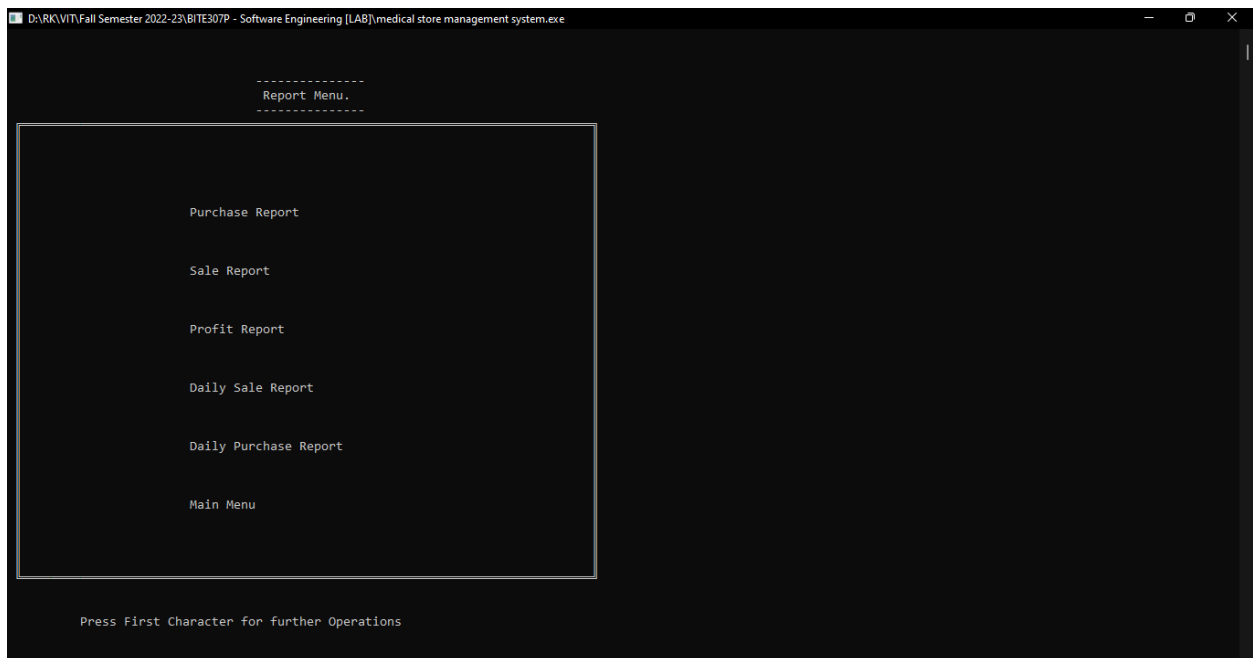 D:\RK\VIT\Fall Semester 2022-23\BITE307P - Software Engineering [LAB]\medical store management system.exe
---------------
Report Menu.
---------------
Purchase Report
Sale Report
Profit Report
Daily Sale Report
Daily Purchase Report
Main Menu
Press First Character for further Operations